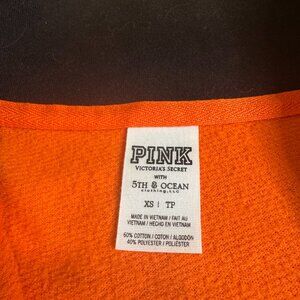 PINK
VICTORIA'S SECRET
WITH
5TH & OCEAN
clothing, LLC
XS | TP
MADE IN VIETNAM / FAIT AU
VIETNAM / HECHO EN VIETNAM
60% COTTON / COTON / ALGODÓN
40% POLYESTER / POLIÉSTER